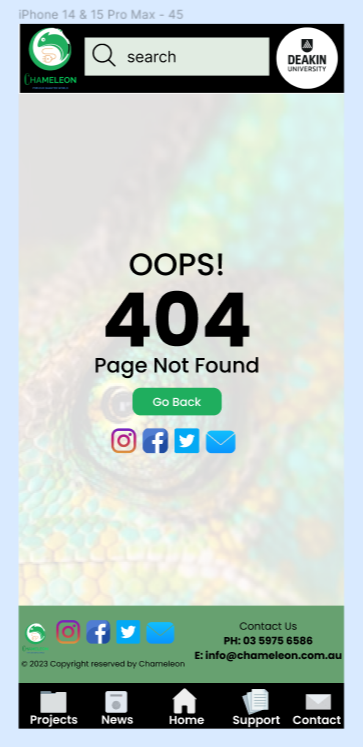 iPhone 14 & 15 Pro Max - 45
CHAMELEON
search
DEAKIN
UNIVERSITY
OOPS!
404
Page Not Found
Go Back
Contact Us
PH: 03 5975 6586
E: info@chameleon.com.au
© 2023 Copyright reserved by Chameleon
Projects
News
Home
Support
Contact